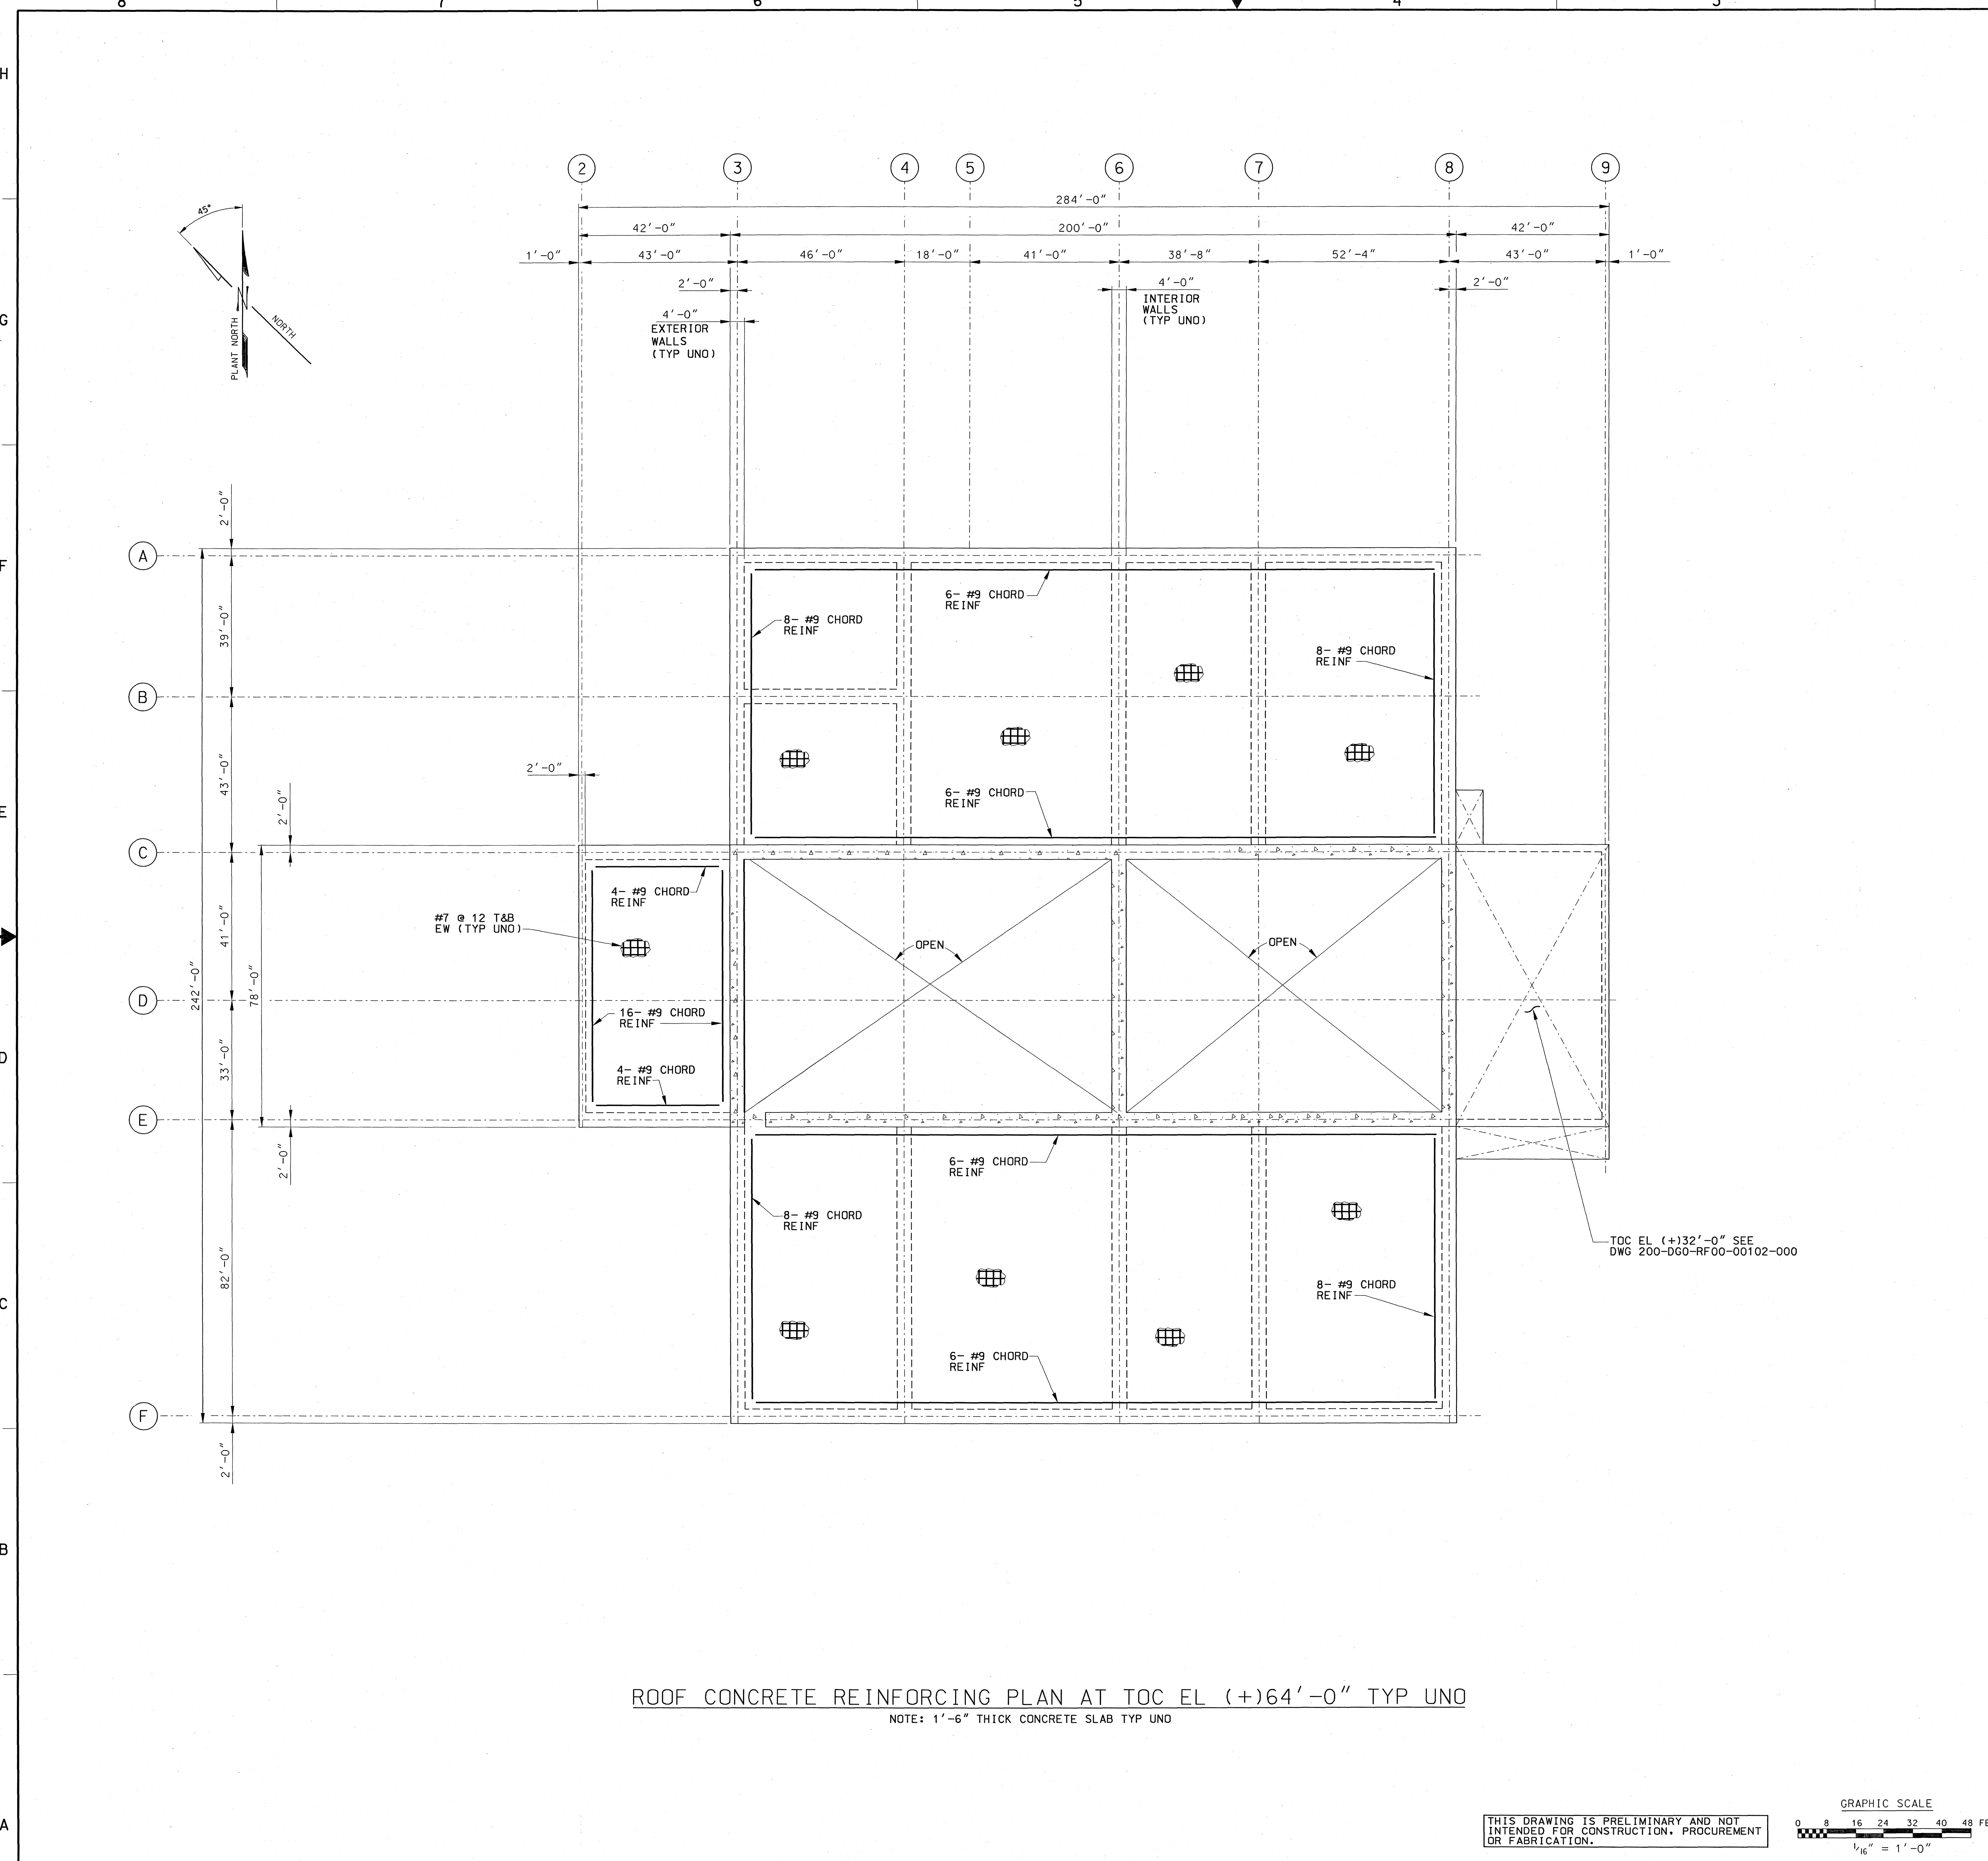 8 7 6 5 4 3
H
G
F
E
D
C
B
A
2 3 4 5 6 7 8 9
284'-0"
42'-0" 200'-0" 42'-0"
1'-0" 43'-0" 46'-0" 18'-0" 41'-0" 38'-8" 52'-4" 43'-0" 1'-0"
2'-0" 4'-0" 2'-0"
INTERIOR
WALLS
(TYP UNO)
4'-0"
EXTERIOR
WALLS
(TYP UNO)
45°
N
NORTH
PLANT NORTH
2'-0"
A
39'-0"
B
43'-0"
2'-0"
2'-0"
C
41'-0"
242'-0"
78'-0"
D
33'-0"
E
2'-0"
82'-0"
F
2'-0"
6- #9 CHORD
REINF
8- #9 CHORD
REINF
8- #9 CHORD
REINF
6- #9 CHORD
REINF
4- #9 CHORD
REINF
#7 @ 12 T&B
EW (TYP UNO)
OPEN
OPEN
16- #9 CHORD
REINF
4- #9 CHORD
REINF
6- #9 CHORD
REINF
8- #9 CHORD
REINF
TOC EL (+)32'-0" SEE
DWG 200-DG0-RF00-00102-000
8- #9 CHORD
REINF
6- #9 CHORD
REINF
ROOF CONCRETE REINFORCING PLAN AT TOC EL (+)64'-0" TYP UNO
NOTE: 1'-6" THICK CONCRETE SLAB TYP UNO
THIS DRAWING IS PRELIMINARY AND NOT
INTENDED FOR CONSTRUCTION, PROCUREMENT
OR FABRICATION.
GRAPHIC SCALE
0 8 16 24 32 40 48
1/16" = 1'-0"